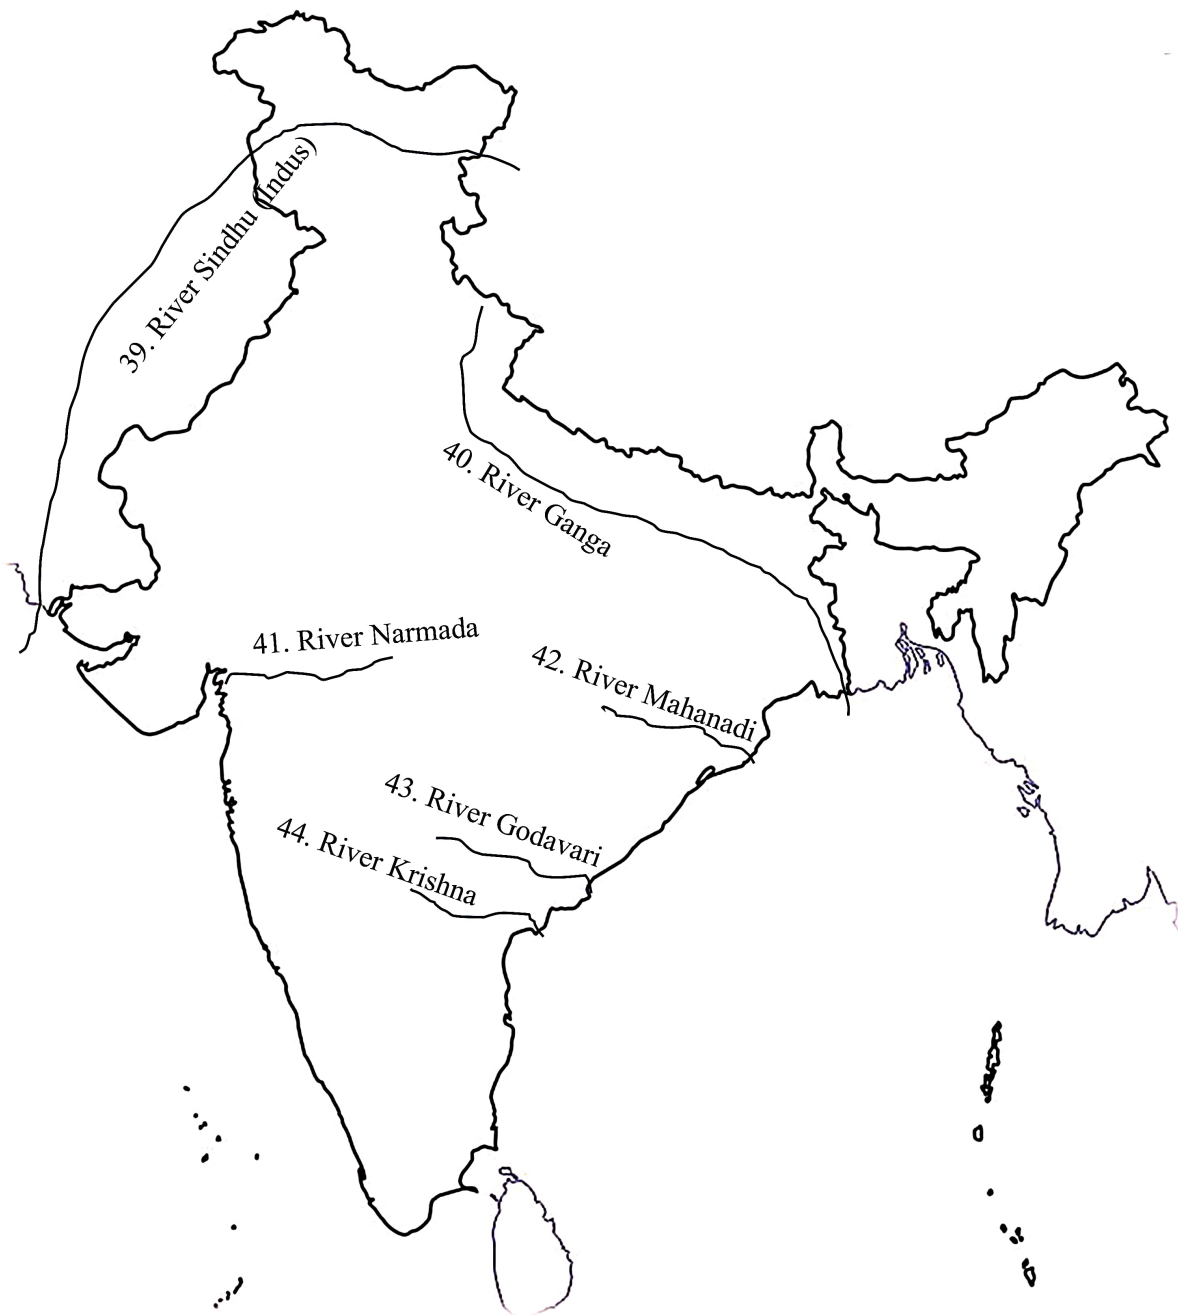 39. River Sindhu (Indus)
40. River Ganga
41. River Narmada
42. River Mahanadi
43. River Godavari
44. River Krishna